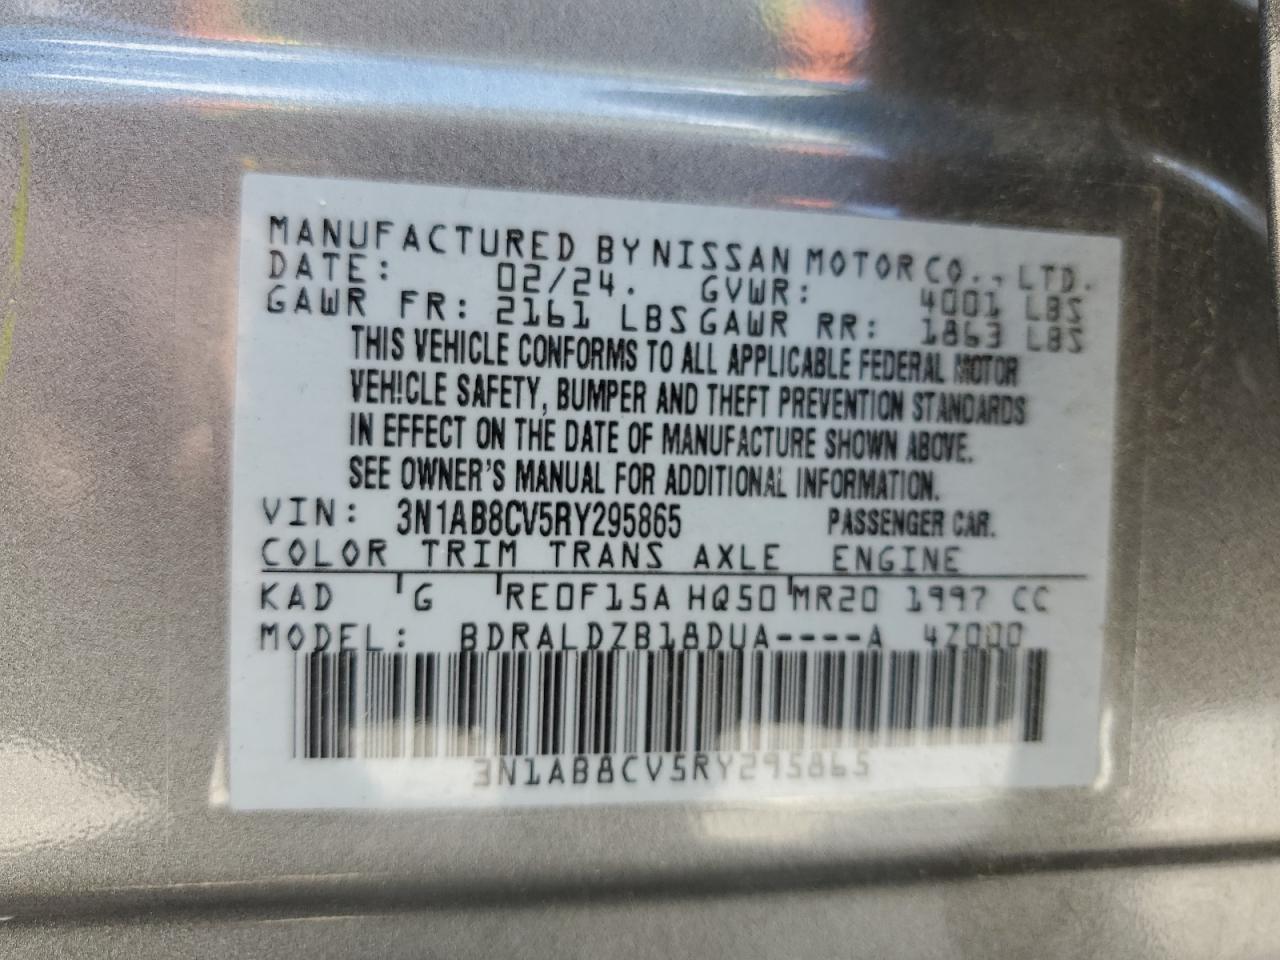 MANUFACTURED BY NISSAN MOTOR CO., LTD.
DATE: 02/24. GVWR: 4001 LBS
GAWR FR: 2161 LBS GAWR RR: 1863 LBS
THIS VEHICLE CONFORMS TO ALL APPLICABLE FEDERAL MOTOR
VEHICLE SAFETY, BUMPER AND THEFT PREVENTION STANDARDS
IN EFFECT ON THE DATE OF MANUFACTURE SHOWN ABOVE.
SEE OWNER'S MANUAL FOR ADDITIONAL INFORMATION.
VIN: 3N1AB8CV5RY295865 PASSENGER CAR.
COLOR TRIM TRANS AXLE ENGINE
KAD G RE0F15A HQ50 MR20 1997 CC
MODEL: BDRALDZB18DUA----A 47000
3N1AB8CV5RY295865